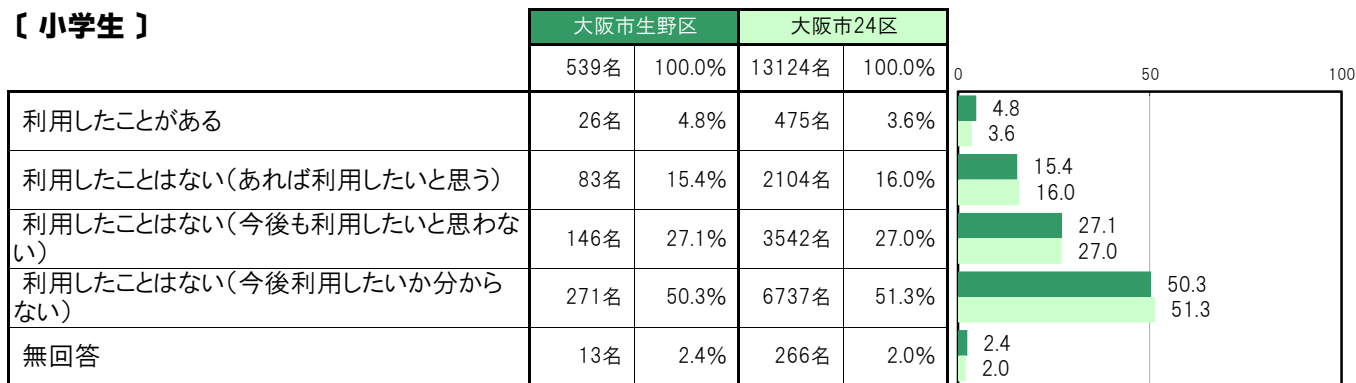 〔 小学生 〕
大阪市生野区 大阪市24区
539名 100.0% 13124名 100.0%
0 50 100
利用したことがある 26名 4.8% 475名 3.6%
4.8
3.6
利用したことはない（あれば利用したいと思う） 83名 15.4% 2104名 16.0%
15.4
16.0
利用したことはない（今後も利用したいと思わな
い） 146名 27.1% 3542名 27.0%
27.1
27.0
利用したことはない（今後利用したいか分から
ない） 271名 50.3% 6737名 51.3%
50.3
51.3
無回答 13名 2.4% 266名 2.0%
2.4
2.0